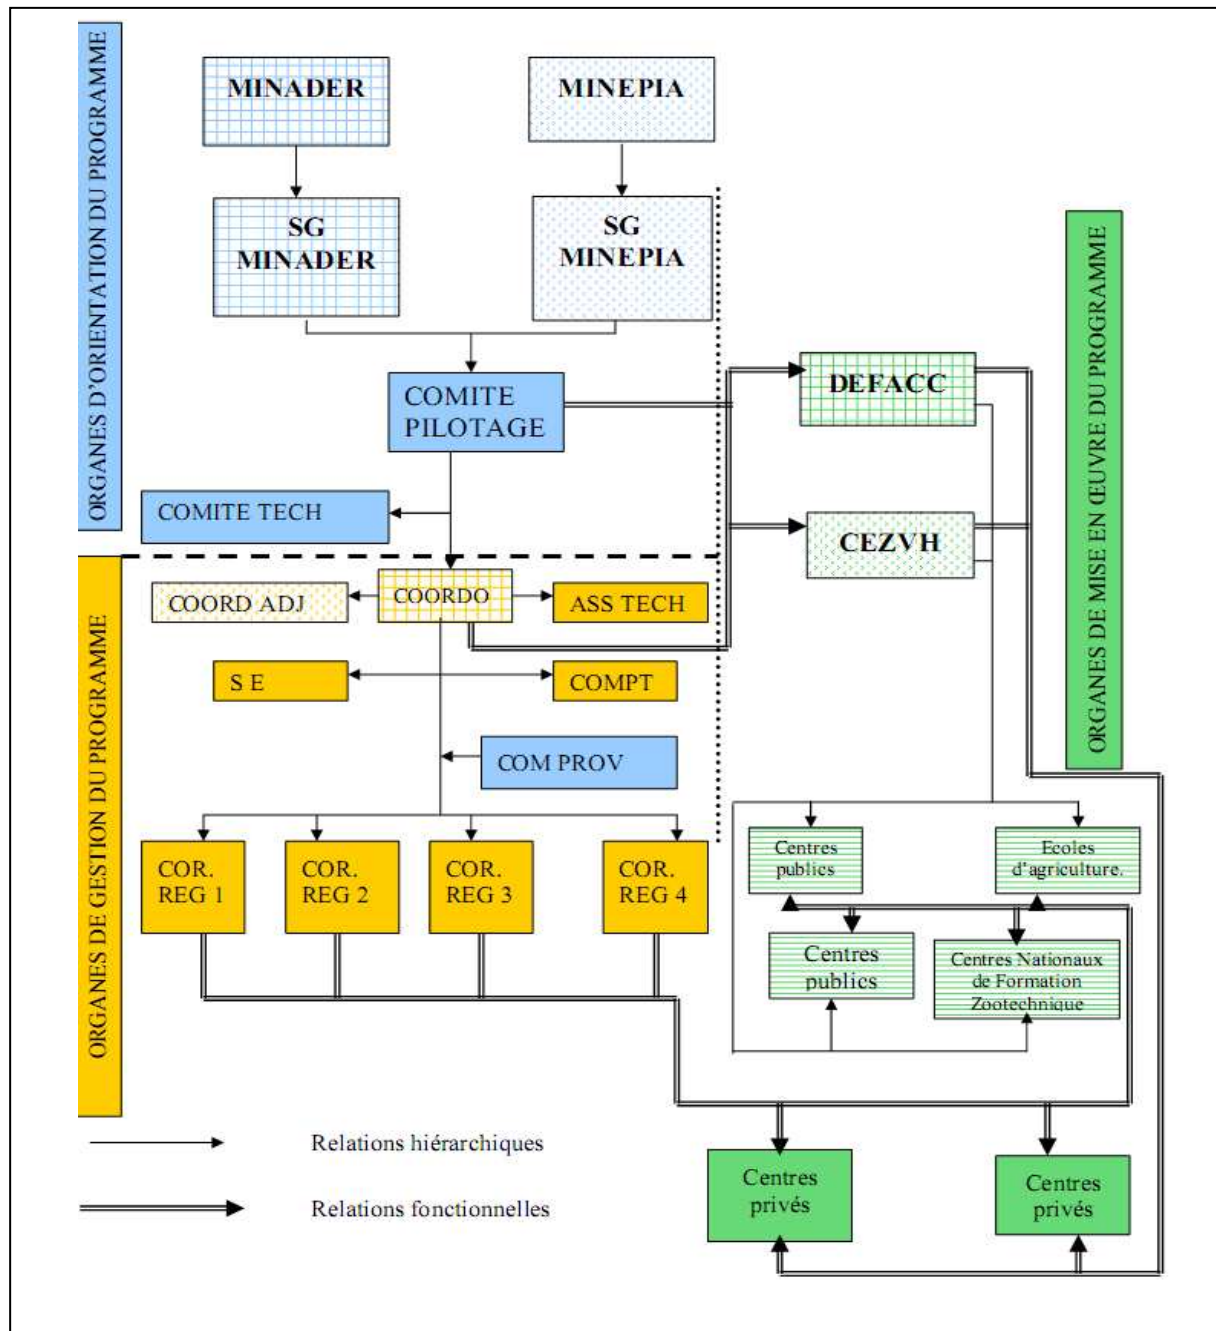 ORGANES D'ORIENTATION DU PROGRAMME
MINADER
MINEPIA
SG
MINADER
SG
MINEPIA
COMITE
PILOTAGE
COMITE TECH
DEFACC
CEZVH
ORGANES DE MISE EN ŒUVRE DU PROGRAMME
ORGANES DE GESTION DU PROGRAMME
COORD ADJ
COORDO
ASS TECH
S E
COMPT
COM PROV
COR.
REG 1
COR.
REG 2
COR.
REG 3
COR.
REG 4
Centres
publics
Ecoles
d'agriculture.
Centres
publics
Centres Nationaux
de Formation
Zootechnique
Centres
privés
Centres
privés
Relations hiérarchiques
Relations fonctionnelles